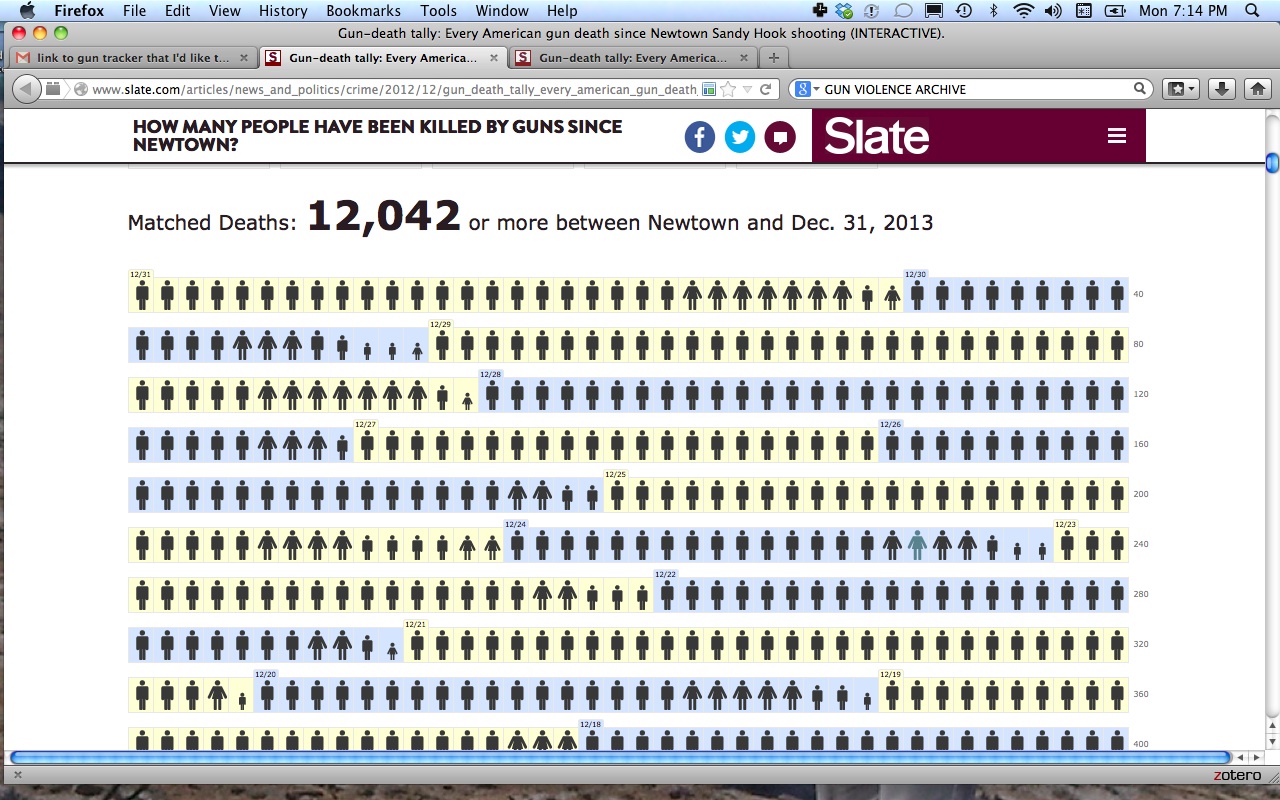 Firefox File Edit View History Bookmarks Tools Window Help Mon 7:14 PM
Gun-death tally: Every American gun death since Newtown Sandy Hook shooting (INTERACTIVE).
link to gun tracker that I'd like t... Gun-death tally: Every America... Gun-death tally: Every America...
www.slate.com/articles/news_and_politics/crime/2012/12/gun_death_tally_every_american_gun_death_ GUN VIOLENCE ARCHIVE
HOW MANY PEOPLE HAVE BEEN KILLED BY GUNS SINCE
NEWTOWN?
Slate
Matched Deaths: 12,042 or more between Newtown and Dec. 31, 2013
12/31 12/30
40
12/29
80
12/28
120
12/27 12/26
160
12/25
200
12/24 12/23
240
12/22
280
12/21
320
12/20 12/19
360
12/18
400
zotero